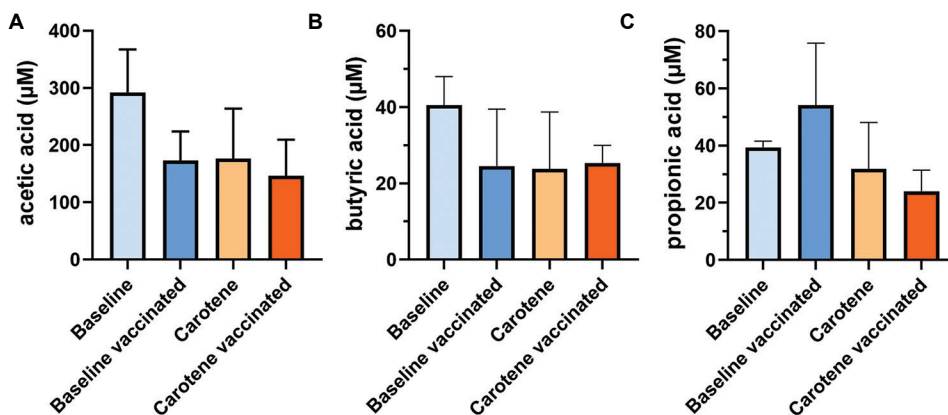 A
acetic acid (μM)
400
300
200
100
0
Baseline
Baseline vaccinated
Carotene
Carotene vaccinated
B
butyric acid (μM)
60
40
20
0
Baseline
Baseline vaccinated
Carotene
Carotene vaccinated
C
propionic acid (μM)
80
60
40
20
0
Baseline
Baseline vaccinated
Carotene
Carotene vaccinated